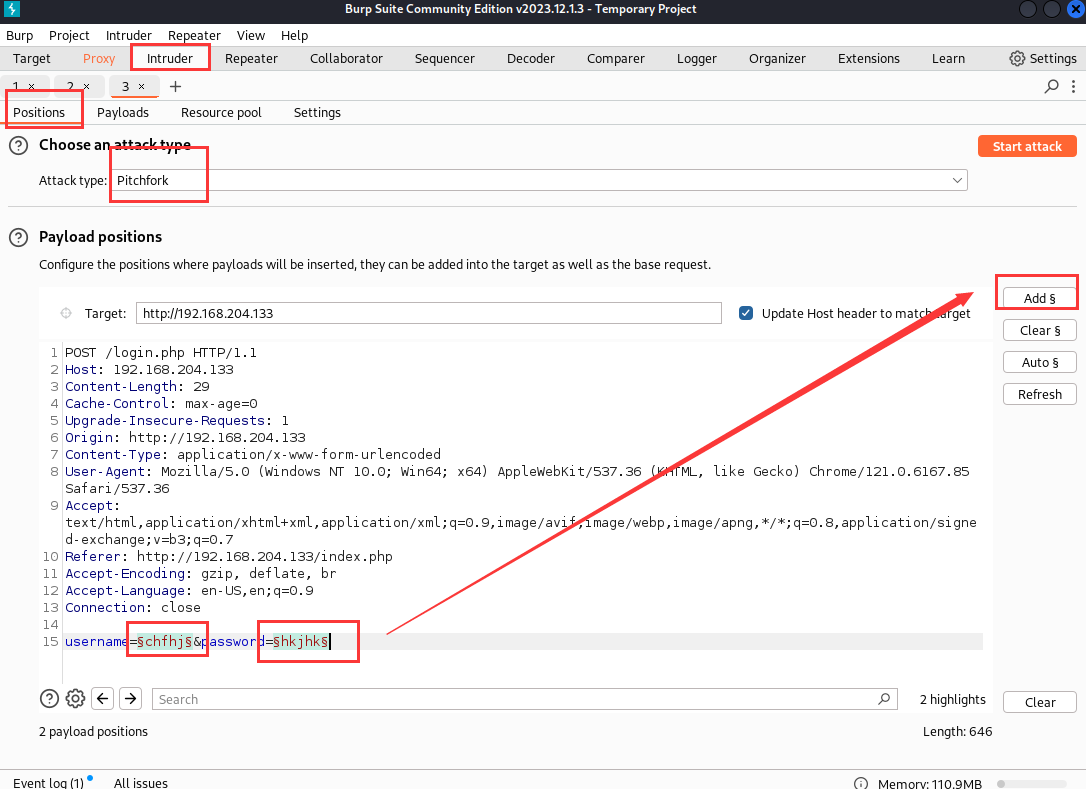 Burp Suite Community Edition v2023.12.1.3 - Temporary Project
Burp Project Intruder Repeater View Help
Target Proxy Intruder Repeater Collaborator Sequencer Decoder Comparer Logger Organizer Extensions Learn Settings
1 × 2 × 3 × +
Positions Payloads Resource pool Settings
? Choose an attack type Start attack
Attack type: Pitchfork
? Payload positions
Configure the positions where payloads will be inserted, they can be added into the target as well as the base request.
Add §
Target: http://192.168.204.133 Update Host header to match target
Clear §
Auto §
Refresh
1 POST /login.php HTTP/1.1
2 Host: 192.168.204.133
3 Content-Length: 29
4 Cache-Control: max-age=0
5 Upgrade-Insecure-Requests: 1
6 Origin: http://192.168.204.133
7 Content-Type: application/x-www-form-urlencoded
8 User-Agent: Mozilla/5.0 (Windows NT 10.0; Win64; x64) AppleWebKit/537.36 (KHTML, like Gecko) Chrome/121.0.6167.85
Safari/537.36
9 Accept:
text/html,application/xhtml+xml,application/xml;q=0.9,image/avif,image/webp,image/apng,*/*;q=0.8,application/signe
d-exchange;v=b3;q=0.7
10 Referer: http://192.168.204.133/index.php
11 Accept-Encoding: gzip, deflate, br
12 Accept-Language: en-US,en;q=0.9
13 Connection: close
14
15 username=§chfhj§&password=§hkjhk§
? Search 2 highlights Clear
2 payload positions Length: 646
Event log (1) All issues Memory: 110.9MB